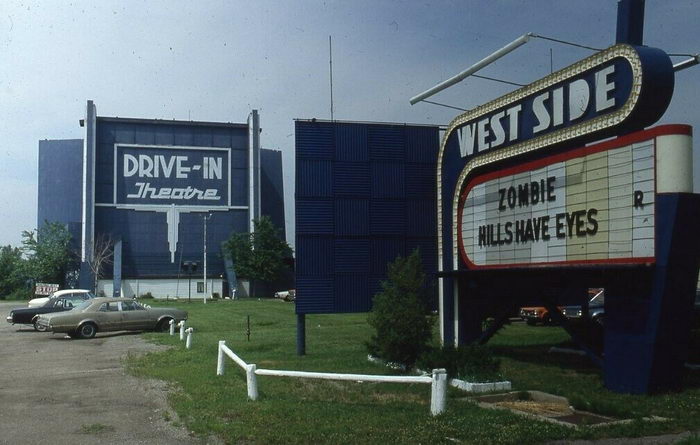 DRIVE-IN
Theatre
WEST SIDE
ZOMBIE
HILLS HAVE EYES
R